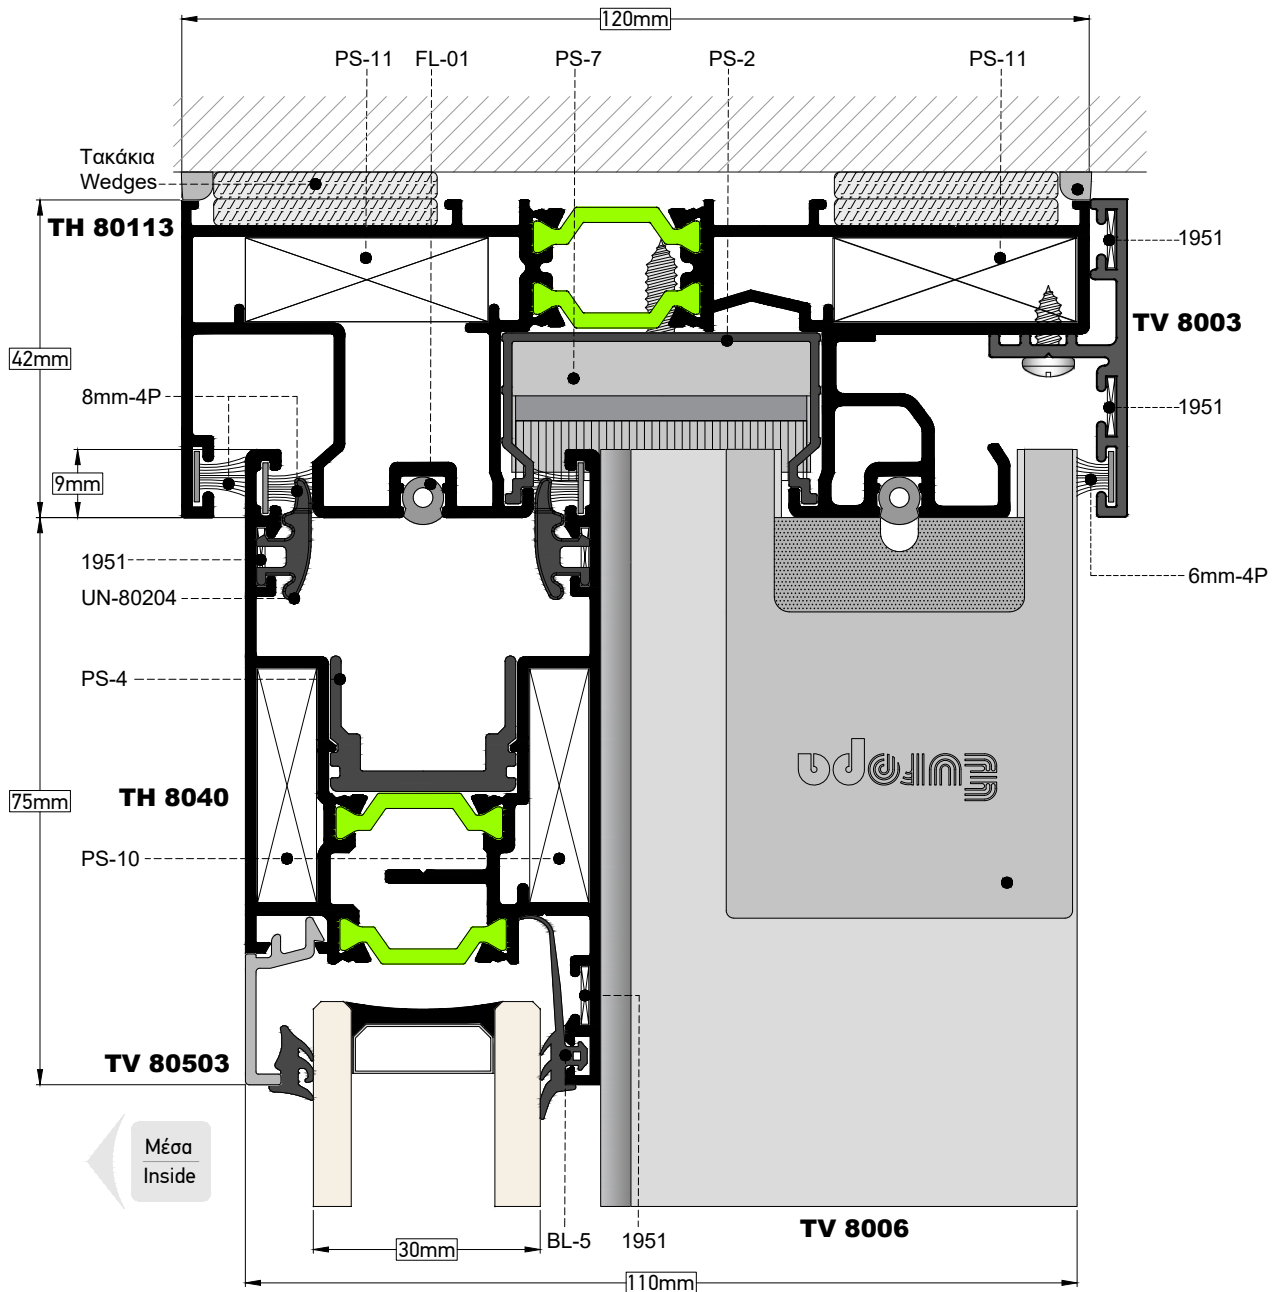 120mm
PS-11
FL-01
PS-7
PS-2
PS-11
Τακάκια
Wedges
TH 80113
1951
TV 8003
42mm
8mm-4P
1951
9mm
1951
6mm-4P
UN-80204
PS-4
Europa
75mm
TH 8040
PS-10
TV 80503
Μέσα
Inside
TV 8006
BL-5
1951
30mm
110mm